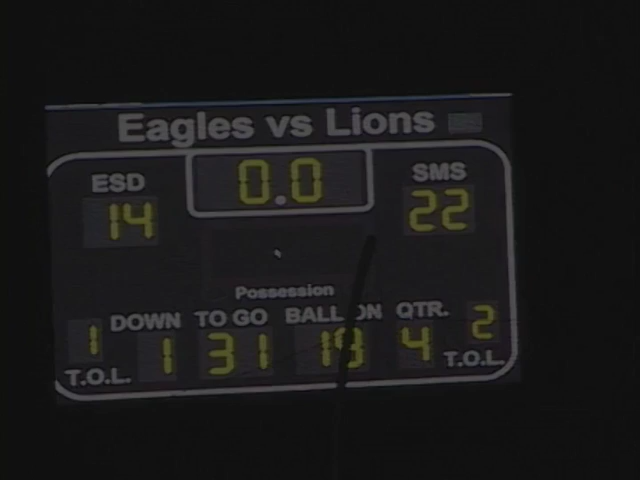 Eagles vs Lions
ESD 0.0 SMS
14 22
Possession
DOWN TO GO BALL ON QTR. 2
1 1 31 4
T.O.L. T.O.L.